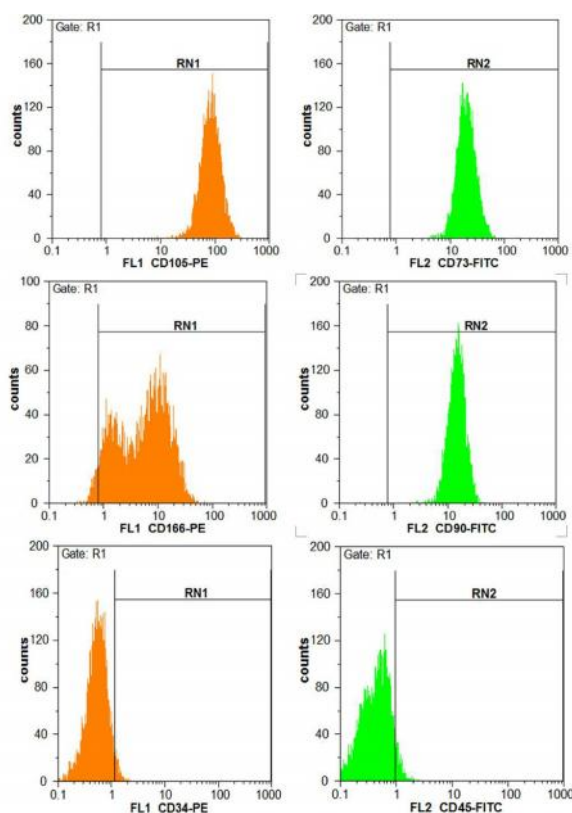 200
Gate: R1
RN1
160
120
counts
80
40
0
0.1 1 10 100 1000
FL1 CD105-PE
200
Gate: R1
RN2
160
120
counts
80
40
0
0.1 1 10 100 1000
FL2 CD73-FITC
100
Gate: R1
80
RN1
60
counts
40
20
0
0.1 1 10 100 1000
FL1 CD166-PE
200
Gate: R1
160
RN2
120
counts
80
40
0
0.1 1 10 100 1000
FL2 CD90-FITC
200
Gate: R1
RN1
160
120
counts
80
40
0
0.1 1 10 100 1000
FL1 CD34-PE
200
Gate: R1
RN2
160
120
counts
80
40
0
0.1 1 10 100 1000
FL2 CD45-FITC